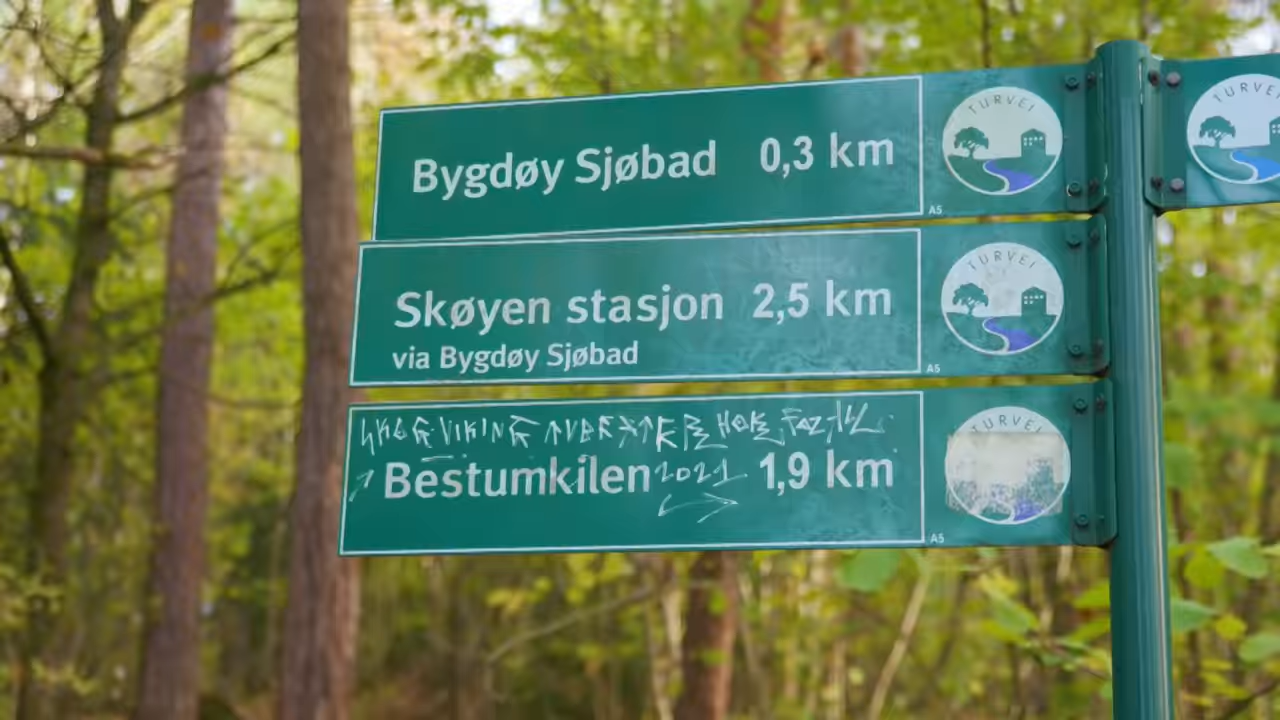 Bygdøy Sjøbad 0,3 km
TURVEI
A5
TURVEI
Skøyen stasjon 2,5 km
via Bygdøy Sjøbad
TURVEI
A5
Bestumkilen 2021 1,9 km
TURVEI
A5